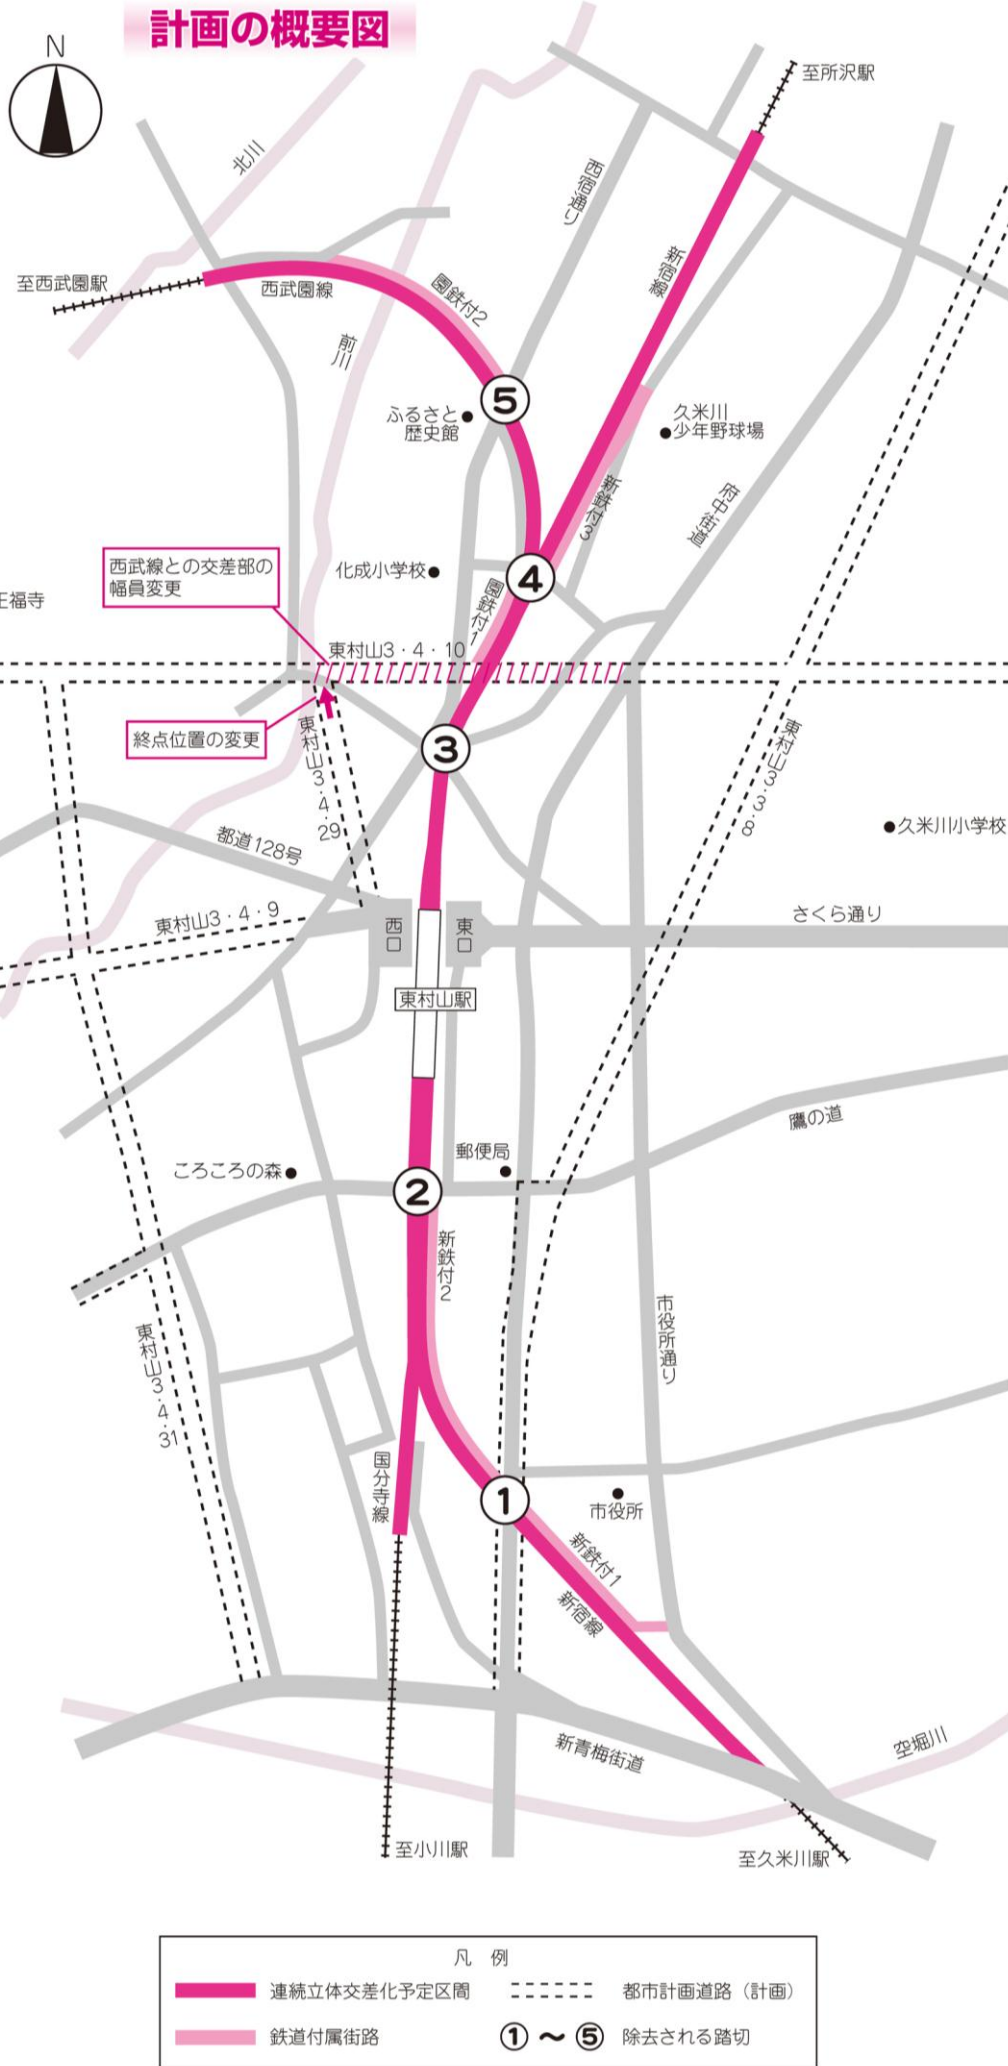 計画の概要図
N
至所沢駅
北川
西宿通り
新宿線
至西武園駅
西武園線
園鉄付2
前川
⑤
ふるさと
歴史館
久米川
少年野球場
新鉄付3
府中街道
西武線との交差部の
幅員変更
化成小学校
④
正福寺
園鉄付1
東村山3・4・10
終点位置の変更
③
東村山3・4・29
東村山3・3・8
久米川小学校
都道128号
東村山3・4・9
西口
東口
さくら通り
東村山駅
鷹の道
郵便局
ころころの森
②
新鉄付2
東村山3・4・31
市役所通り
国分寺線
①
市役所
新鉄付1
新宿線
新青梅街道
空堀川
至小川駅
至久米川駅
凡 例
連続立体交差化予定区間
都市計画道路（計画）
鉄道付属街路
①～⑤ 除去される踏切